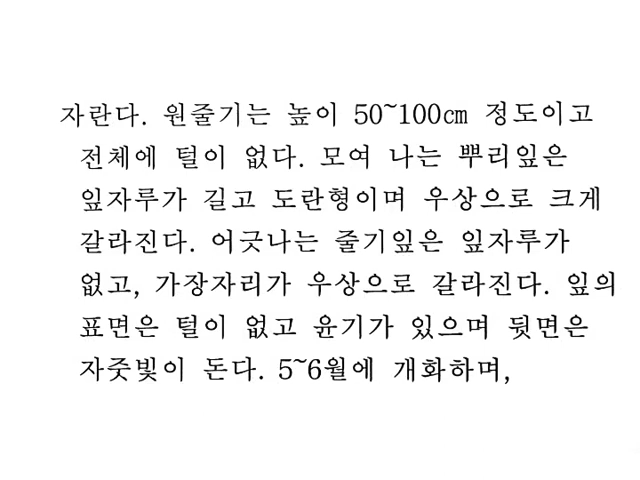 자란다. 원줄기는 높이 50~100㎝ 정도이고
전체에 털이 없다. 모여 나는 뿌리잎은
잎자루가 길고 도란형이며 우상으로 크게
갈라진다. 어긋나는 줄기잎은 잎자루가
없고, 가장자리가 우상으로 갈라진다. 잎의
표면은 털이 없고 윤기가 있으며 뒷면은
자줏빛이 돈다. 5~6월에 개화하며,